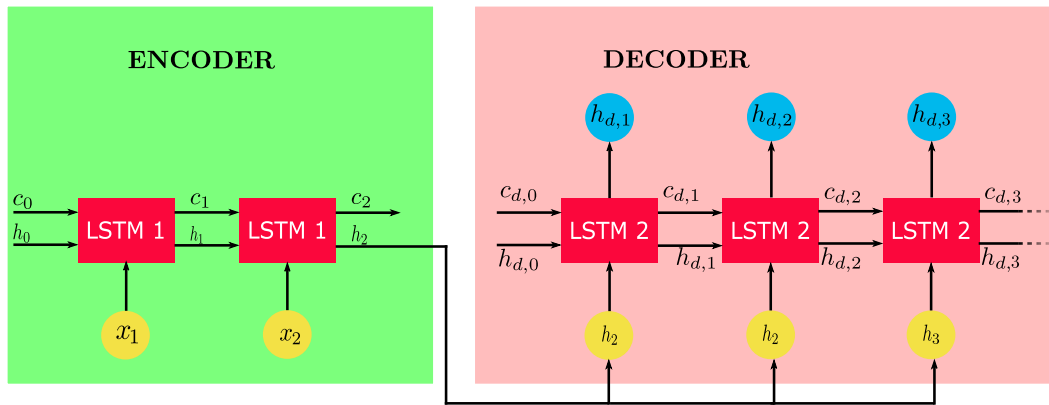 ENCODER
c_0
h_0
LSTM 1
c_1
h_1
LSTM 1
c_2
h_2
x_1
x_2
DECODER
h_{d,1}
h_{d,2}
h_{d,3}
c_{d,0}
h_{d,0}
LSTM 2
c_{d,1}
h_{d,1}
LSTM 2
c_{d,2}
h_{d,2}
LSTM 2
c_{d,3}
h_{d,3}
h_2
h_2
h_3